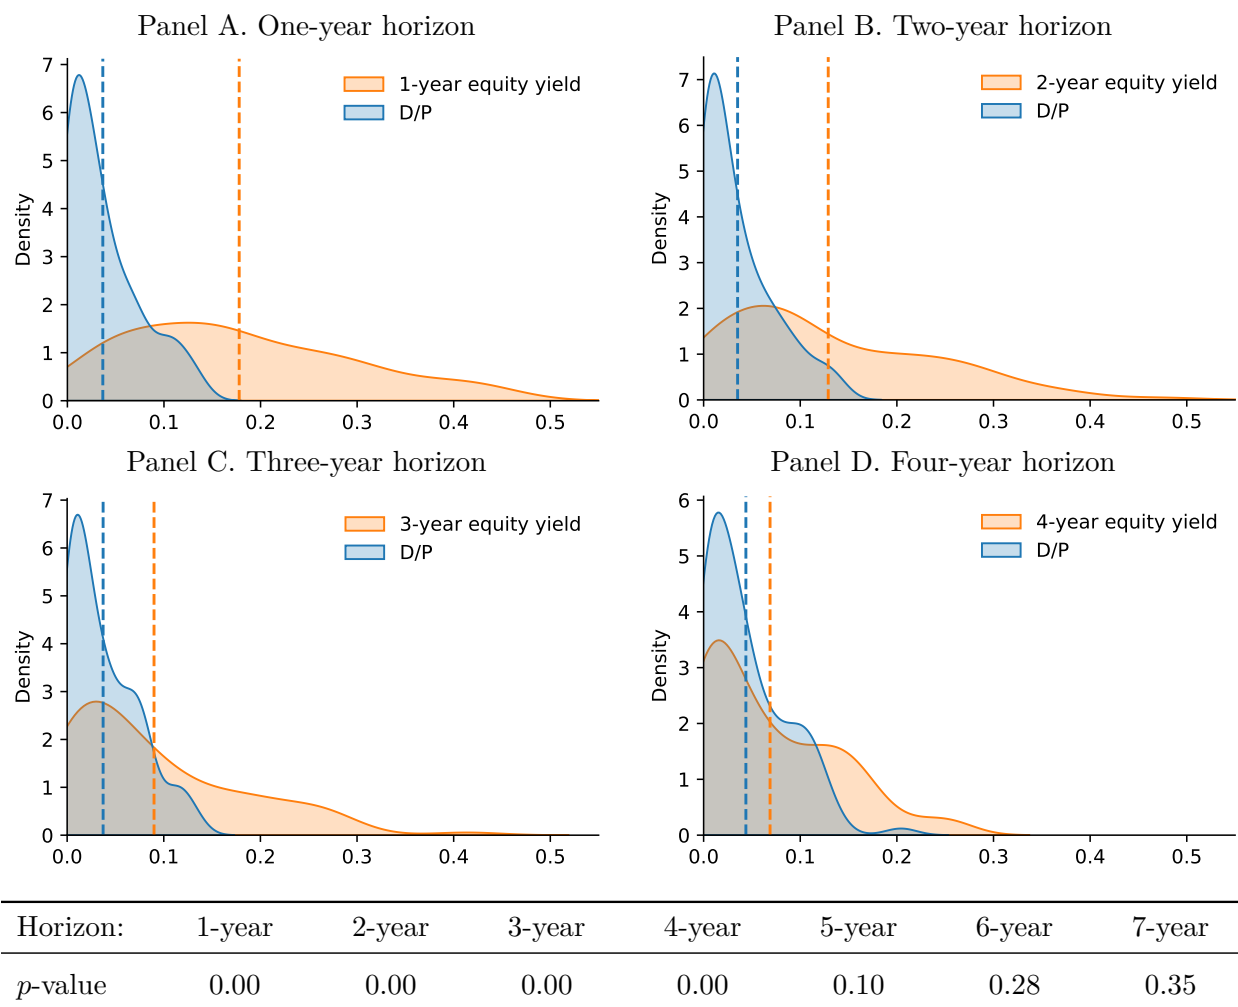 Panel A. One-year horizon
7
6
5
4
3
2
1
0
Density
1-year equity yield
D/P
0.0 0.1 0.2 0.3 0.4 0.5
Panel B. Two-year horizon
7
6
5
4
3
2
1
0
Density
2-year equity yield
D/P
0.0 0.1 0.2 0.3 0.4 0.5
Panel C. Three-year horizon
7
6
5
4
3
2
1
0
Density
3-year equity yield
D/P
0.0 0.1 0.2 0.3 0.4 0.5
Panel D. Four-year horizon
6
5
4
3
2
1
0
Density
4-year equity yield
D/P
0.0 0.1 0.2 0.3 0.4 0.5
Horizon: 1-year 2-year 3-year 4-year 5-year 6-year 7-year
p-value 0.00 0.00 0.00 0.00 0.10 0.28 0.35